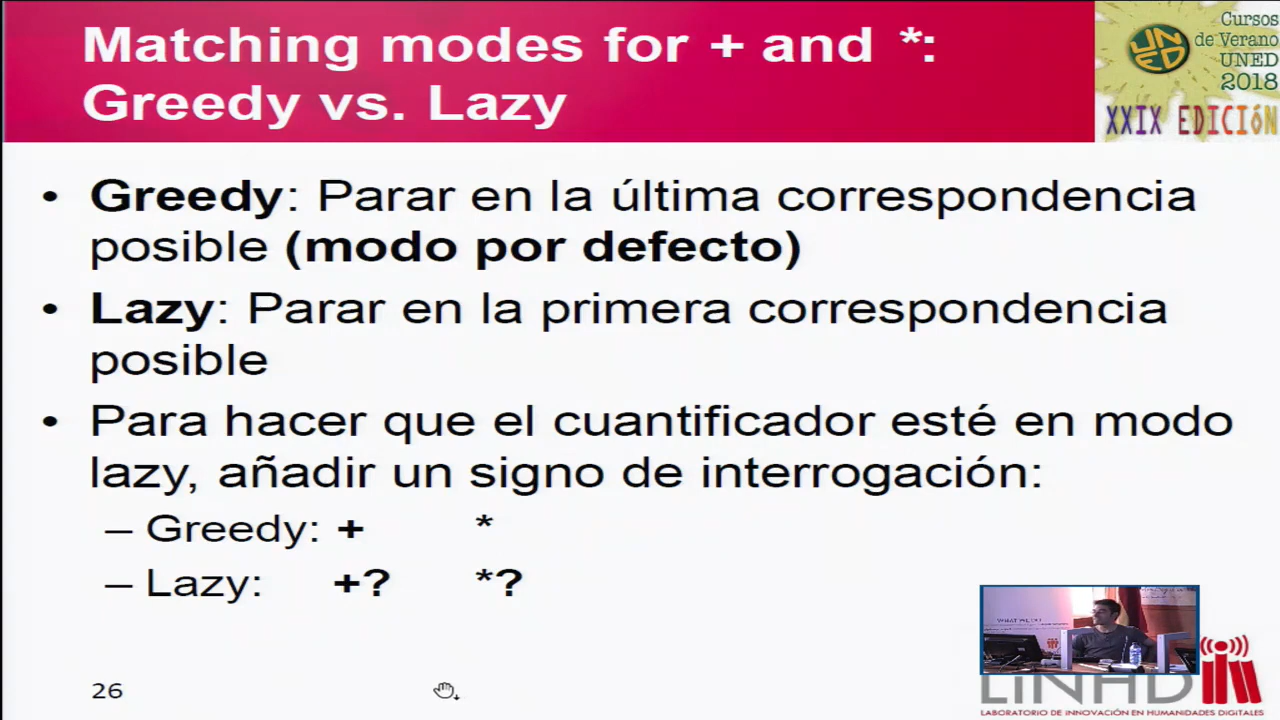 Matching modes for + and *:
Greedy vs. Lazy
Cursos
de Verano
UNED
2018
UNED
XXIX EDICIÓN
• Greedy: Parar en la última correspondencia
posible (modo por defecto)
• Lazy: Parar en la primera correspondencia
posible
• Para hacer que el cuantificador esté en modo
lazy, añadir un signo de interrogación:
– Greedy: + *
– Lazy: +? *?
26
LINHD
LABORATORIO DE INNOVACIÓN EN HUMANIDADES DIGITALES